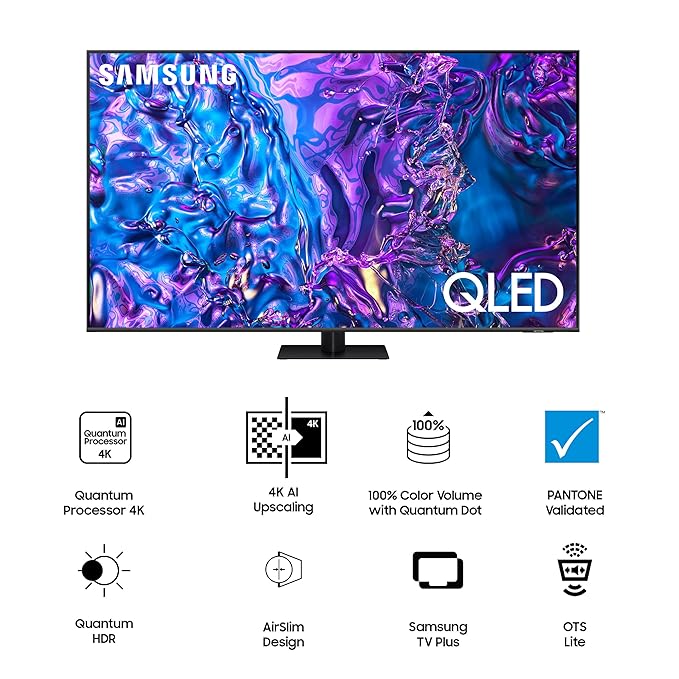 SAMSUNG
QLED
AI
Quantum
Processor
4K
Quantum
Processor 4K
AI
4K
4K AI
Upscaling
100%
100% Color Volume
with Quantum Dot
TM
PANTONE
Validated
Quantum
HDR
AirSlim
Design
Samsung
TV Plus
OTS
Lite